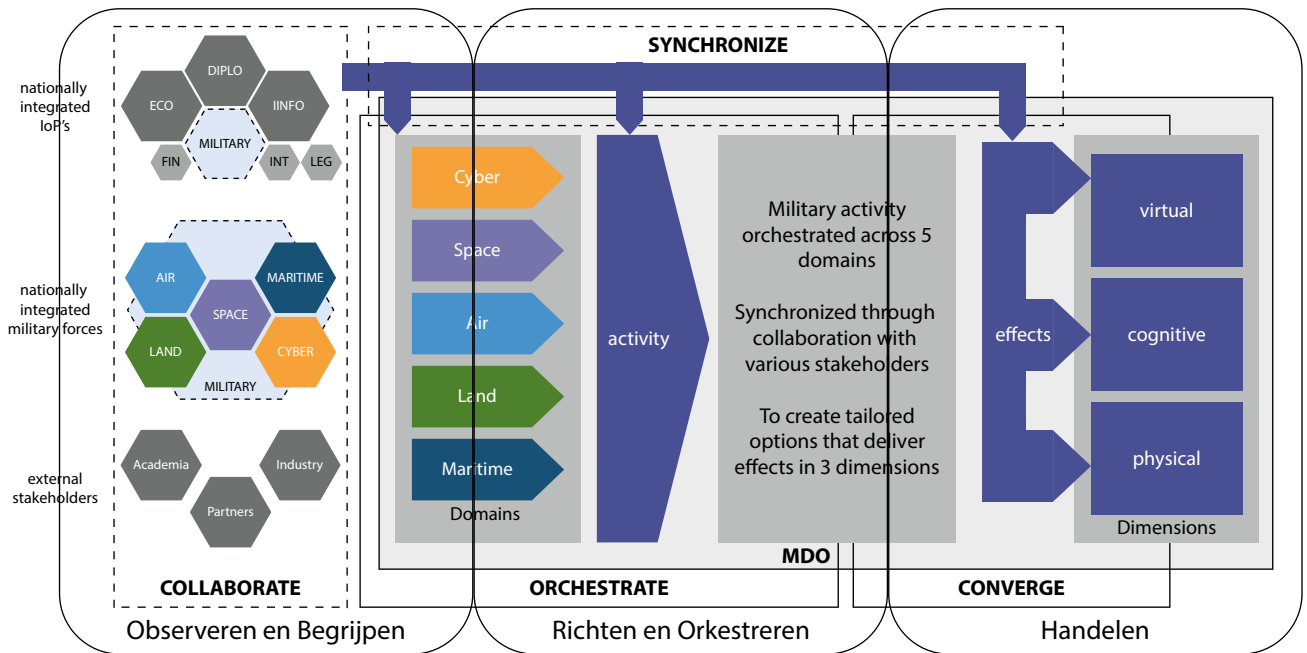 SYNCHRONIZE
nationally
integrated
IoP's
DIPLO
ECO
IINFO
MILITARY
FIN
INT
LEG
nationally
integrated
military forces
AIR
MARITIME
SPACE
LAND
CYBER
MILITARY
external
stakeholders
Academia
Industry
Partners
COLLABORATE
Cyber
Space
Air
Land
Maritime
Domains
activity
Military activity
orchestrated across 5
domains
Synchronized through
collaboration with
various stakeholders
To create tailored
options that deliver
effects in 3 dimensions
effects
virtual
cognitive
physical
Dimensions
MDO
ORCHESTRATE
CONVERGE
Observeren en Begrijpen
Richten en Orkestreren
Handelen